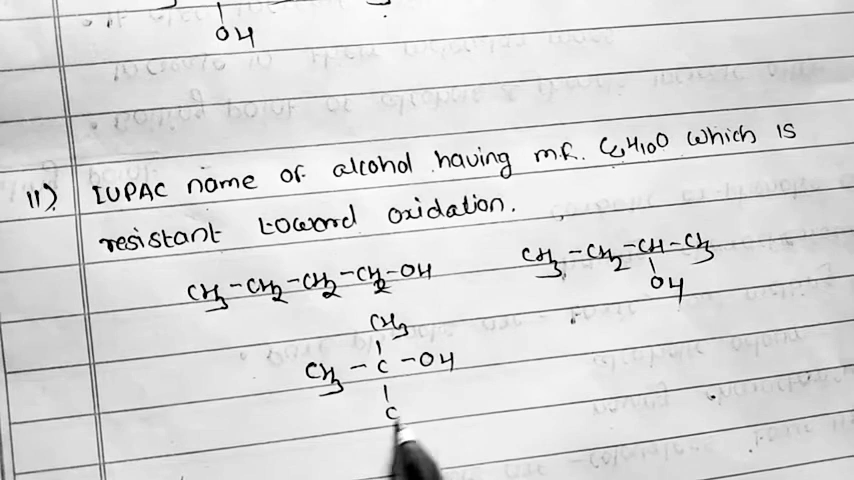 OH
11) IUPAC name of alcohol having m.f. C4H10O which is
resistant toward oxidation.
CH3-CH2-CH2-CH2-OH
CH3-CH2-CH-CH3
OH
CH3
CH3-C-OH
C